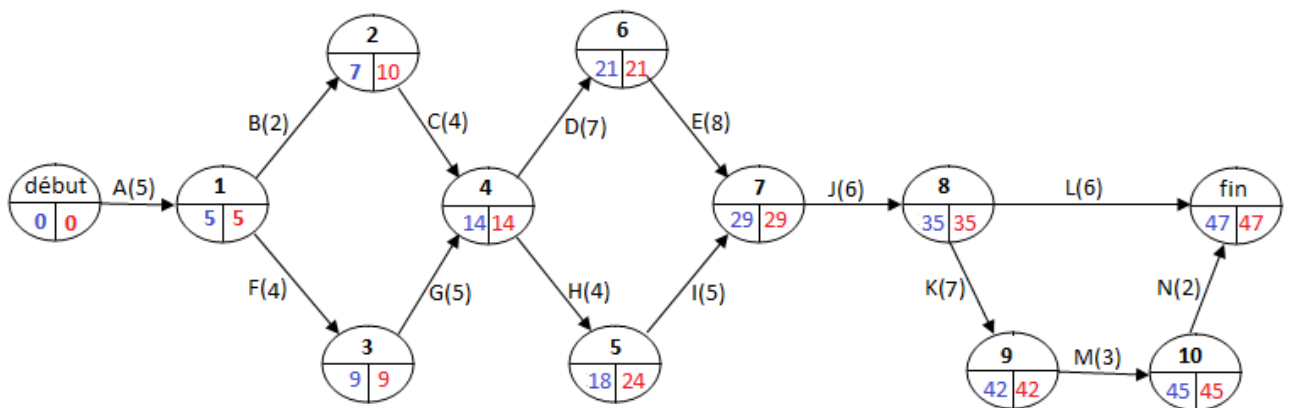 2
7 10
6
21 21
B(2)
C(4)
D(7)
E(8)
début
0 0
A(5)
1
5 5
4
14 14
7
29 29
J(6)
8
35 35
L(6)
fin
47 47
F(4)
G(5)
H(4)
I(5)
K(7)
N(2)
3
9 9
5
18 24
9
42 42
M(3)
10
45 45